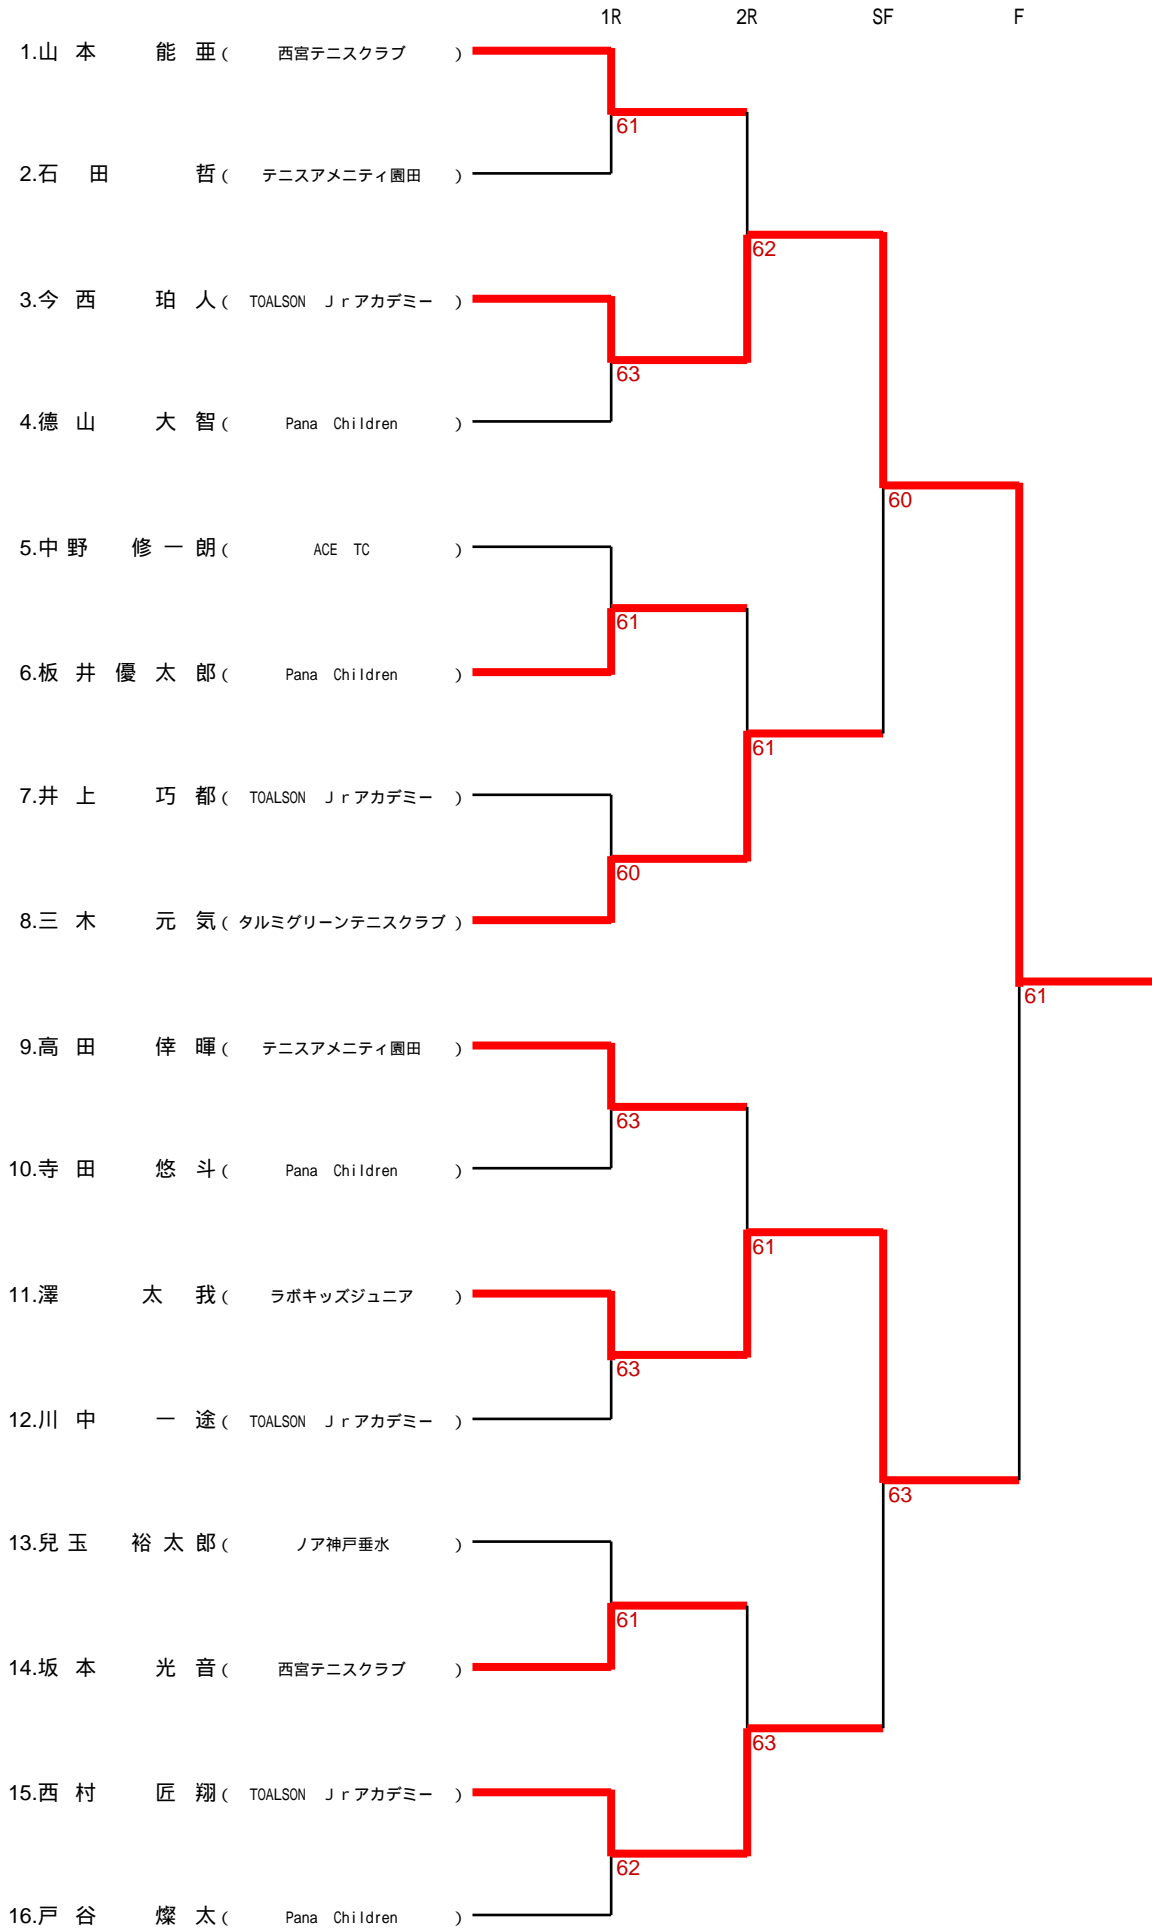 1R 2R SF F
1.山 本 能 亜 ( 西宮テニスクラブ )
61
2.石 田 哲 ( テニスアメニティ園田 )
62
3.今 西 珀 人 ( TOALSON Jrアカデミー )
63
4.德 山 大 智 ( Pana Children )
60
5.中 野 修 一 朗 ( ACE TC )
61
6.板 井 優 太 郎 ( Pana Children )
61
7.井 上 巧 都 ( TOALSON Jrアカデミー )
60
8.三 木 元 気 ( タルミグリーンテニスクラブ )
61
9.高 田 倖 暉 ( テニスアメニティ園田 )
63
10.寺 田 悠 斗 ( Pana Children )
61
11.澤 太 我 ( ラボキッズジュニア )
63
12.川 中 一 途 ( TOALSON Jrアカデミー )
63
13.兒 玉 裕 太 郎 ( ノア神戸垂水 )
61
14.坂 本 光 音 ( 西宮テニスクラブ )
63
15.西 村 匠 翔 ( TOALSON Jrアカデミー )
62
16.戸 谷 燦 太 ( Pana Children )